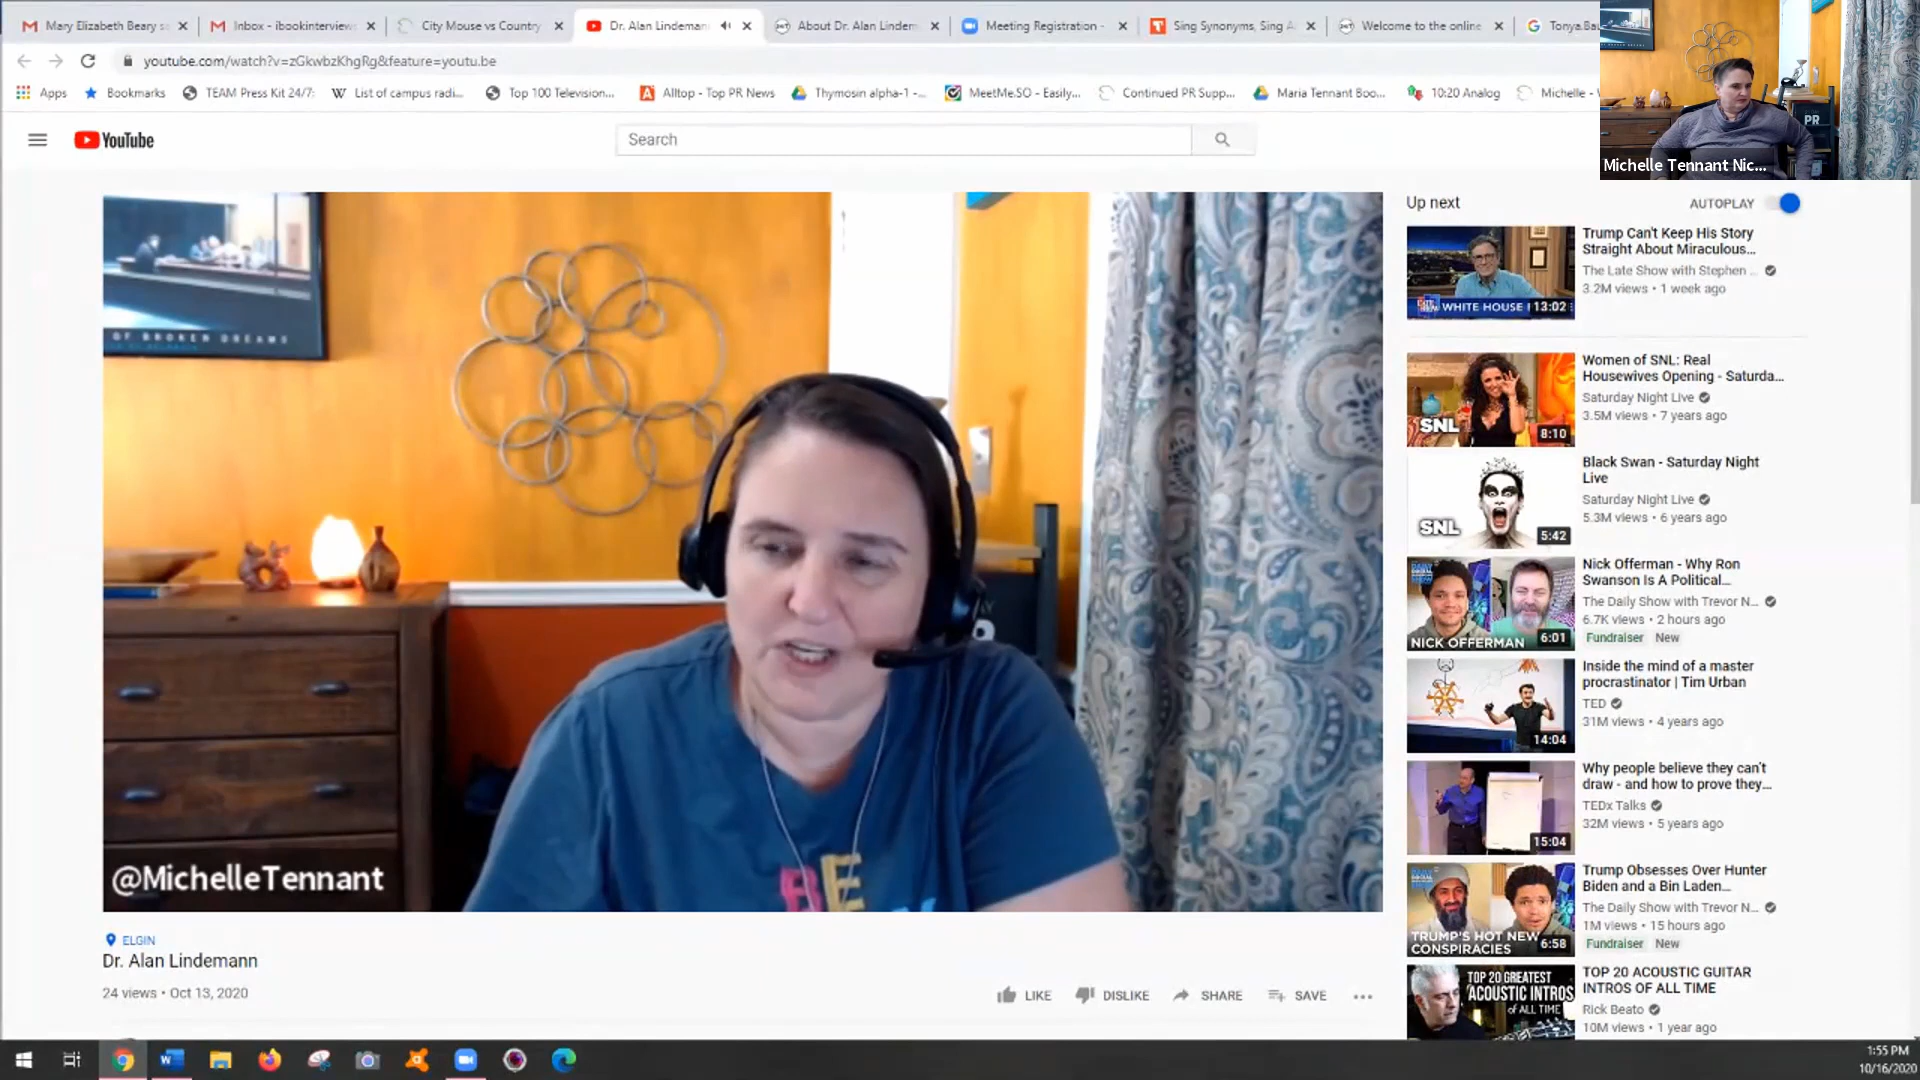 Mary Elizabeth Beary s
Inbox - ibookinterview
City Mouse vs Country
Dr. Alan Lindemann
About Dr. Alan Lindem
Meeting Registration -
Sing Synonyms, Sing A
Welcome to the online
Tonya.Ba
youtube.com/watch?v=zGkwbzKhgRg&feature=youtu.be
Apps
Bookmarks
TEAM Press Kit 24/7:
List of campus radi...
Top 100 Television...
Alltop - Top PR News
Thymosin alpha-1 -...
MeetMe.SO - Easily...
Continued PR Supp...
Maria Tennant Boo...
10:20 Analog
Michelle -
PR
Michelle Tennant Nic...
YouTube
Search
OF BROKEN DREAMS
BE
@MichelleTennant
ELGIN
Dr. Alan Lindemann
24 views • Oct 13, 2020
LIKE
DISLIKE
SHARE
SAVE
Up next
AUTOPLAY
WHITE HOUSE
13:02
Trump Can't Keep His Story
Straight About Miraculous...
The Late Show with Stephen ...
3.2M views • 1 week ago
SNL
8:10
Women of SNL: Real
Housewives Opening - Saturda...
Saturday Night Live
3.5M views • 7 years ago
SNL
5:42
Black Swan - Saturday Night
Live
Saturday Night Live
5.3M views • 6 years ago
NICK OFFERMAN
6:01
Nick Offerman - Why Ron
Swanson Is A Political...
The Daily Show with Trevor N...
6.7K views • 2 hours ago
Fundraiser New
14:04
Inside the mind of a master
procrastinator | Tim Urban
TED
31M views • 4 years ago
15:04
Why people believe they can't
draw - and how to prove they...
TEDx Talks
32M views • 5 years ago
TRUMP'S HOT NEW
CONSPIRACIES
6:58
Trump Obsesses Over Hunter
Biden and a Bin Laden...
The Daily Show with Trevor N...
1M views • 15 hours ago
Fundraiser New
TOP 20 GREATEST
ACOUSTIC INTROS
of ALL TIME
TOP 20 ACOUSTIC GUITAR
INTROS OF ALL TIME
Rick Beato
10M views • 1 year ago
1:55 PM
10/16/2020